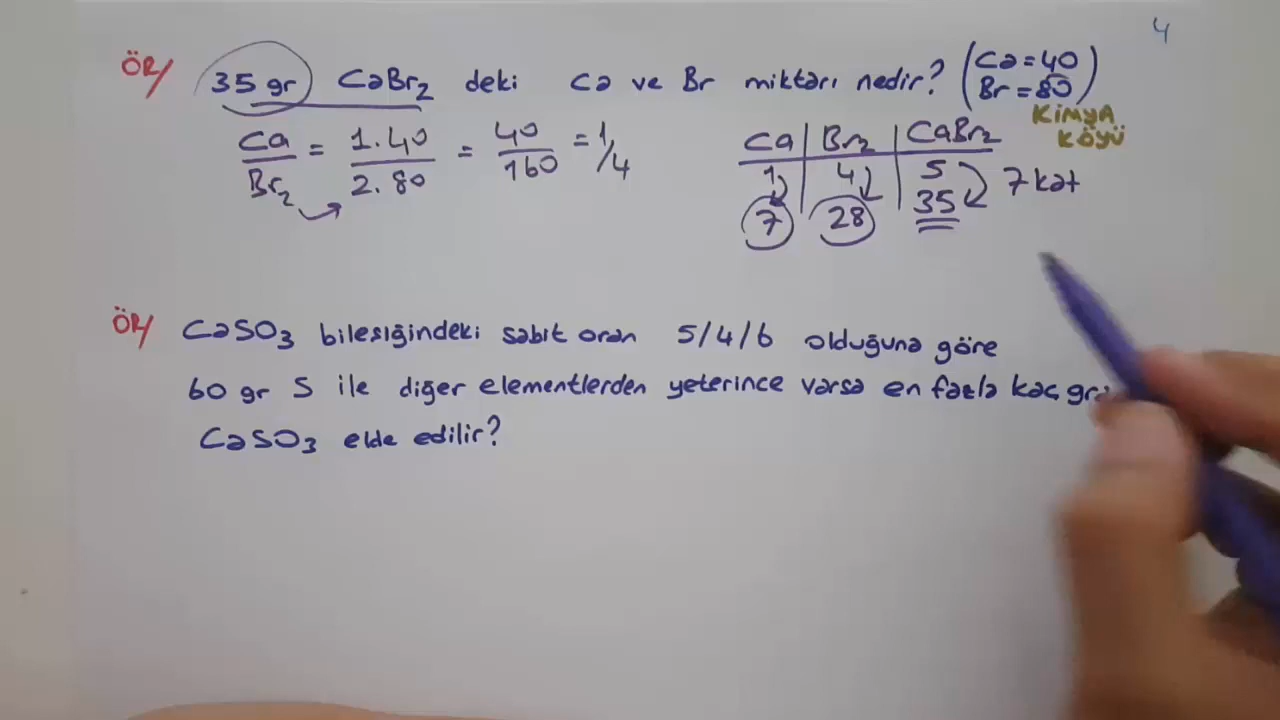 4
ÖR/ 35 gr CaBr₂ deki Ca ve Br miktarı nedir? (Ca = 40
Br = 80)
KİMYA
KÖYÜ
Ca/Br₂ = 1.40/2.80 = 40/160 = 1/4
Ca | Br₂ | CaBr₂
1 | 4 | 5
7 | 28 | 35 7 kat
ÖR/ CaSO₃ bilesiğindeki sabit oran 5/4/6 olduğuna göre
60 gr S ile diğer elementlerden yeterince varsa en fazla kaç
CaSO₃ elde edilir?